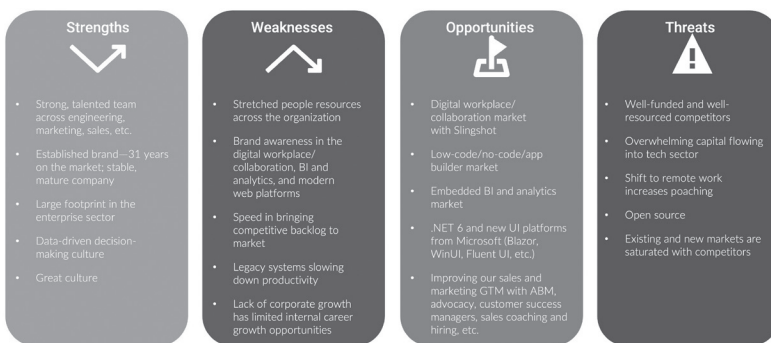 Strengths
• Strong, talented team
across engineering,
marketing, sales, etc.
• Established brand—31 years
on the market; stable,
mature company
• Large footprint in the
enterprise sector
• Data-driven decision-
making culture
• Great culture
Weaknesses
• Stretched people resources
across the organization
• Brand awareness in the
digital workplace/
collaboration, BI and
analytics, and modern
web platforms
• Speed in bringing
competitive backlog to
market
• Legacy systems slowing
down productivity
• Lack of corporate growth
has limited internal career
growth opportunities
Opportunities
• Digital workplace/
collaboration market
with Slingshot
• Low-code/no-code/app
builder market
• Embedded BI and analytics
market
• .NET 6 and new UI platforms
from Microsoft (Blazor,
WinUI, Fluent UI, etc.)
• Improving our sales and
marketing GTM with ABM,
advocacy, customer success
managers, sales coaching and
hiring, etc.
Threats
• Well-funded and well-
resourced competitors
• Overwhelming capital flowing
into tech sector
• Shift to remote work
increases poaching
• Open source
• Existing and new markets are
saturated with competitors